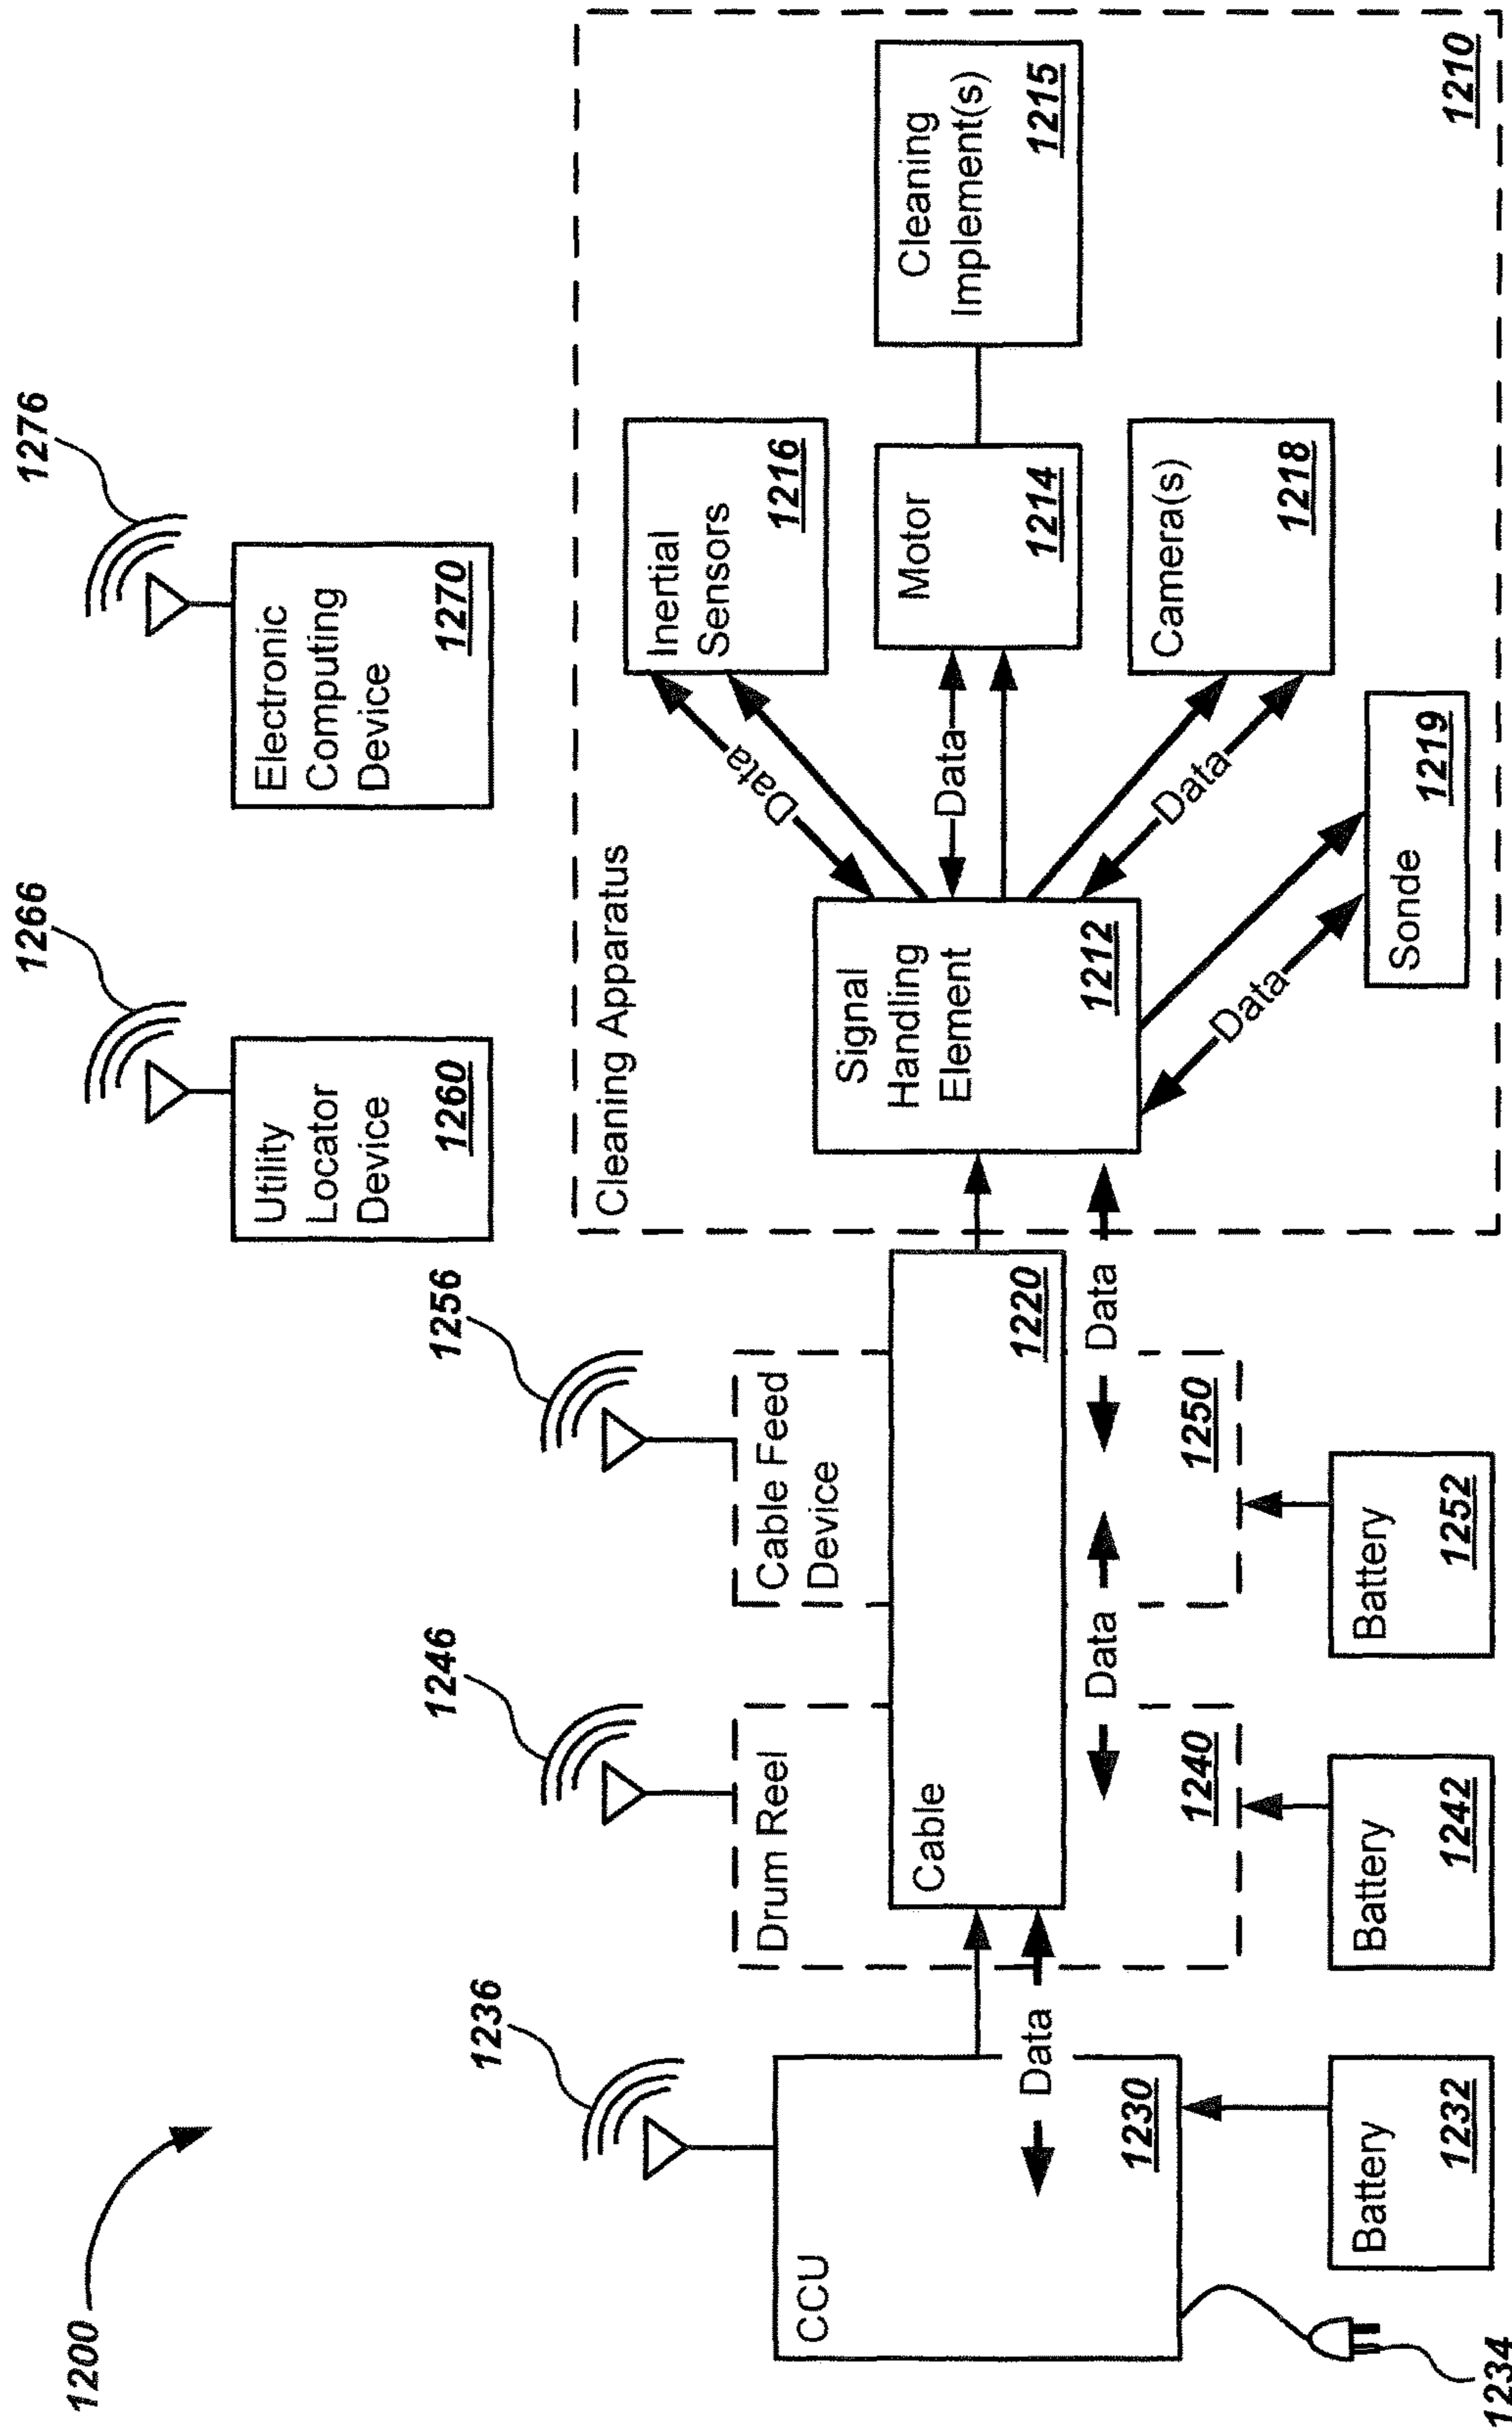 1200
1266
1276
Utility
Locator
Device
1260
Electronic
Computing
Device
1270
1236
1246
1256
CCU
Data
1230
Drum Reel
1240
Cable Feed
Device
1250
Cable
1220
Data
Data
Battery
1232
Battery
1242
Battery
1252
1234
Cleaning Apparatus
Signal
Handling
Element
1212
Data
Data
Data
Data
Inertial
Sensors
1216
Motor
1214
Camera(s)
1218
Sonde
1219
Cleaning
Implement(s)
1215
1210